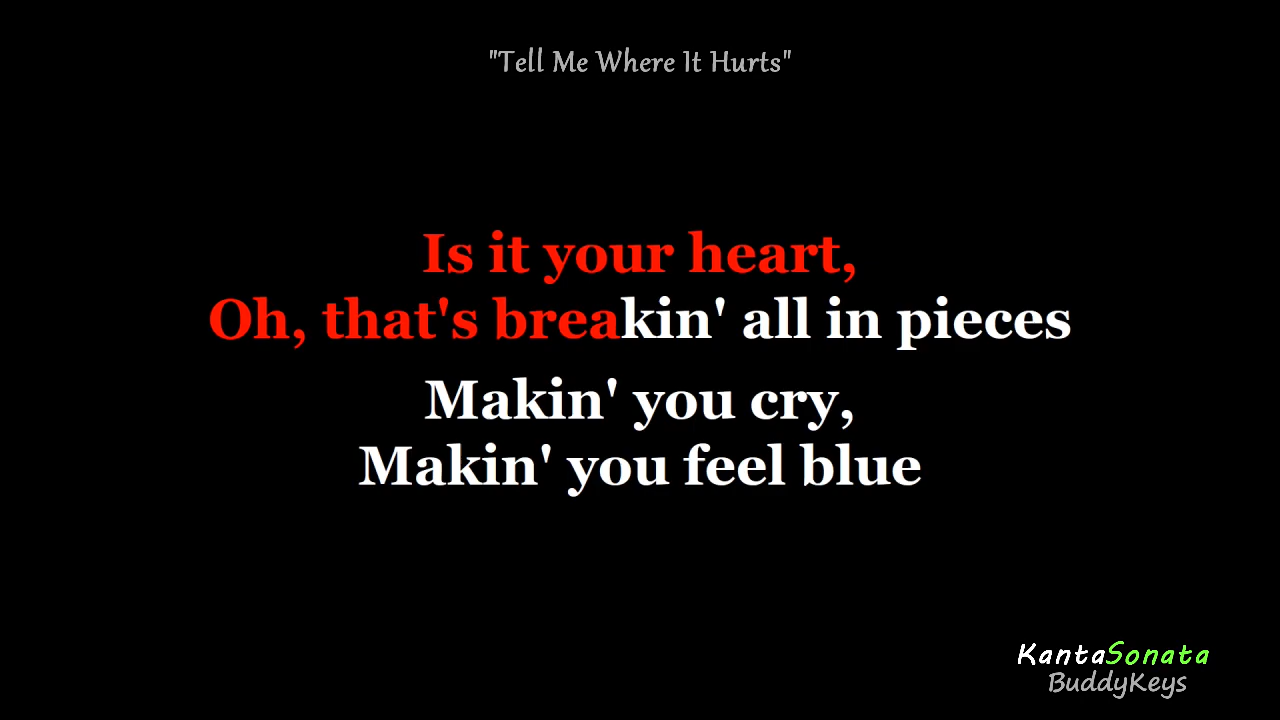 "Tell Me Where It Hurts"
Is it your heart,
Oh, that's breakin' all in pieces
Makin' you cry,
Makin' you feel blue
KantaSonata
BuddyKeys